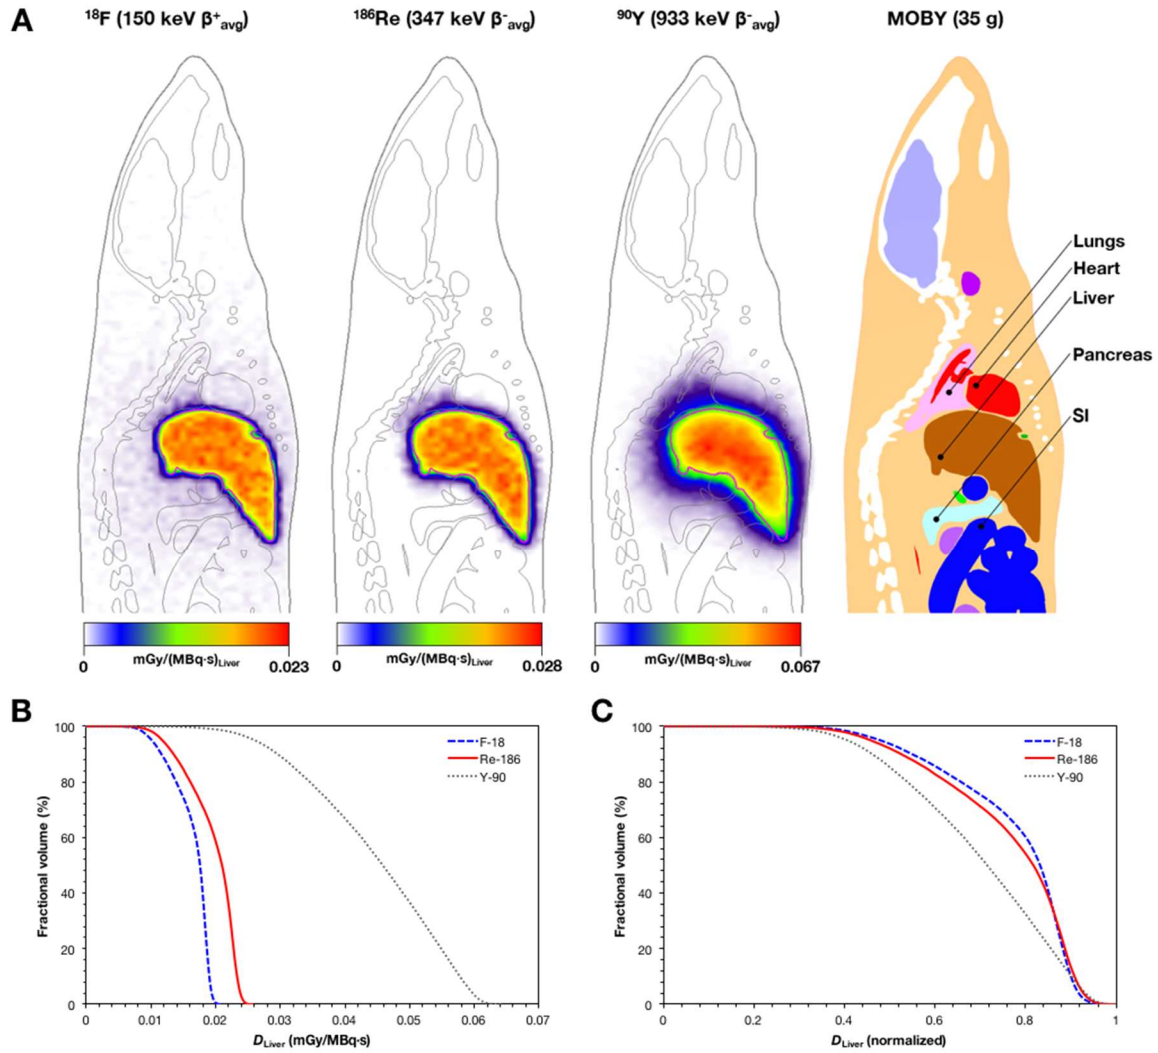 A
¹⁸F (150 keV β⁺avg)
¹⁸⁶Re (347 keV β⁻avg)
⁹⁰Y (933 keV β⁻avg)
MOBY (35 g)
Lungs
Heart
Liver
Pancreas
SI
0 mGy/(MBq·s)Liver 0.023
0 mGy/(MBq·s)Liver 0.028
0 mGy/(MBq·s)Liver 0.067
B
100
80
60
40
20
0
Fractional volume (%)
F-18
Re-186
Y-90
0 0.01 0.02 0.03 0.04 0.05 0.06 0.07
DLiver (mGy/MBq·s)
C
100
80
60
40
20
0
Fractional volume (%)
F-18
Re-186
Y-90
0 0.2 0.4 0.6 0.8 1
DLiver (normalized)